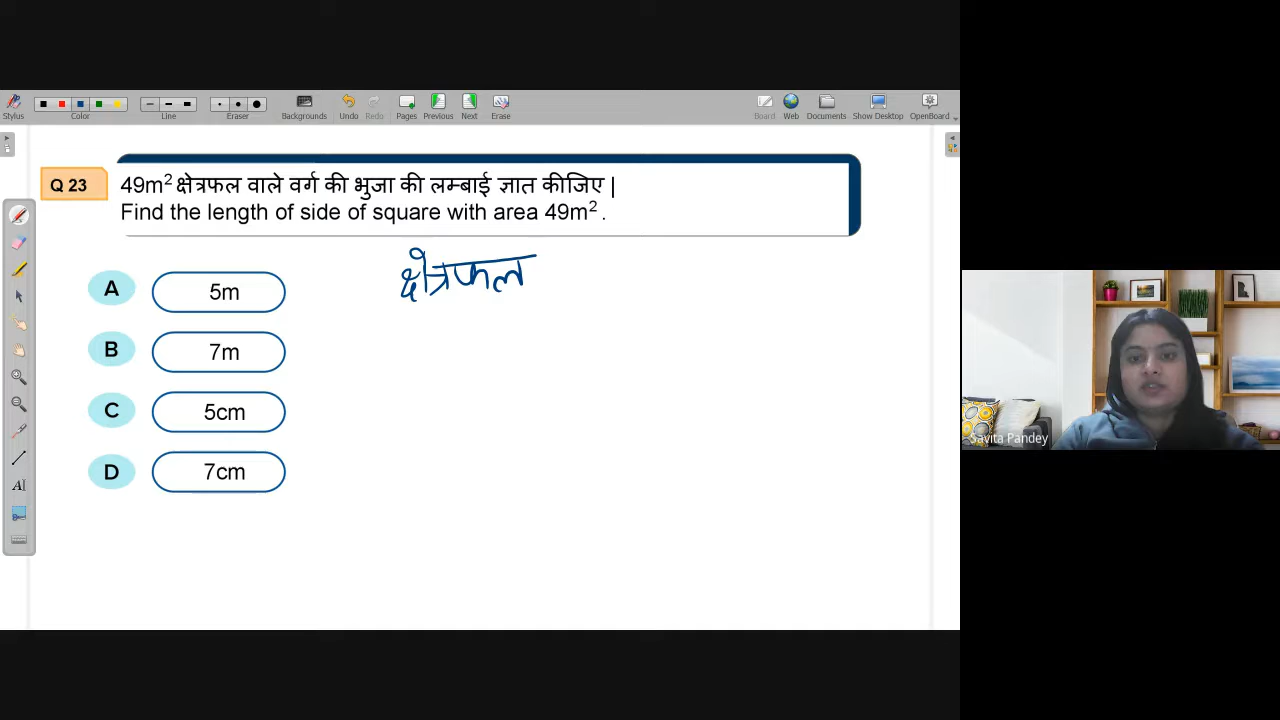 Stylus
Color
Line
Eraser
Backgrounds
Undo
Redo
Pages
Previous
Next
Erase
Board
Web
Documents
Show Desktop
OpenBoard
Q 23
49m² क्षेत्रफल वाले वर्ग की भुजा की लम्बाई ज्ञात कीजिए |
Find the length of side of square with area 49m² .
क्षेत्रफल
A 5m
B 7m
C 5cm
D 7cm
Savita Pandey